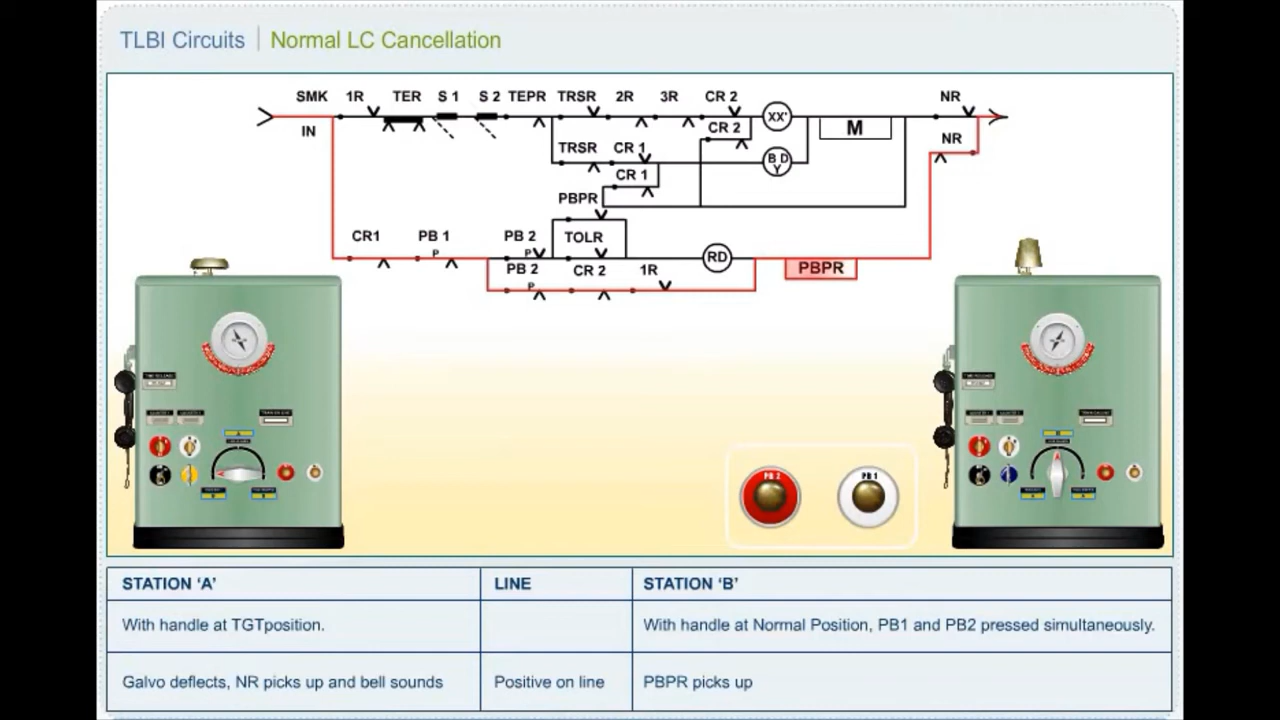 TLBI Circuits | Normal LC Cancellation
SMK 1R TER S 1 S 2 TEPR TRSR 2R 3R CR 2 XX' NR
IN CR 2 M NR
TRSR CR 1 B D Y
CR 1
PBPR
CR1 PB 1 PB 2 TOLR
P P RD PBPR
PB 2 CR 2 1R
P
PB 2 PB 1
STATION ‘A’ LINE STATION ‘B’
With handle at TGTposition. With handle at Normal Position, PB1 and PB2 pressed simultaneously.
Galvo deflects, NR picks up and bell sounds Positive on line PBPR picks up